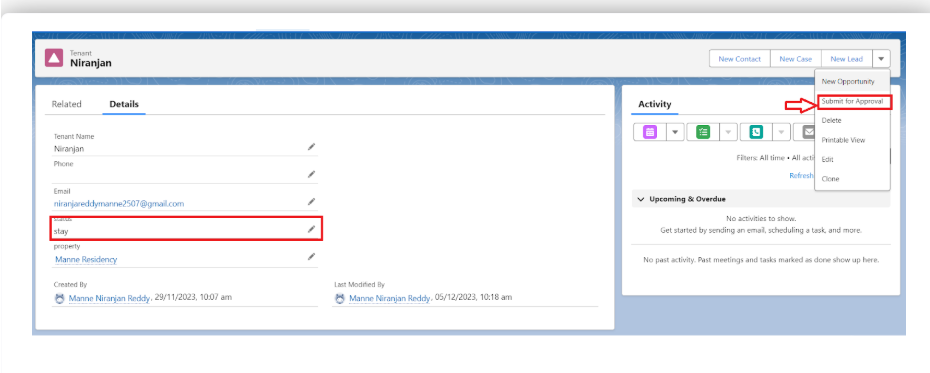 Tenant
Niranjan
New Contact
New Case
New Lead
New Opportunity
Submit for Approval
Delete
Printable View
Edit
Clone
Related
Details
Tenant Name
Niranjan
Phone
Email
niranjareddymanne2507@gmail.com
status
stay
property
Manne Residency
Created By
Manne Niranjan Reddy, 29/11/2023, 10:07 am
Last Modified By
Manne Niranjan Reddy, 05/12/2023, 10:18 am
Activity
Filters: All time • All acti
Refresh
Upcoming & Overdue
No activities to show.
Get started by sending an email, scheduling a task, and more.
No past activity. Past meetings and tasks marked as done show up here.